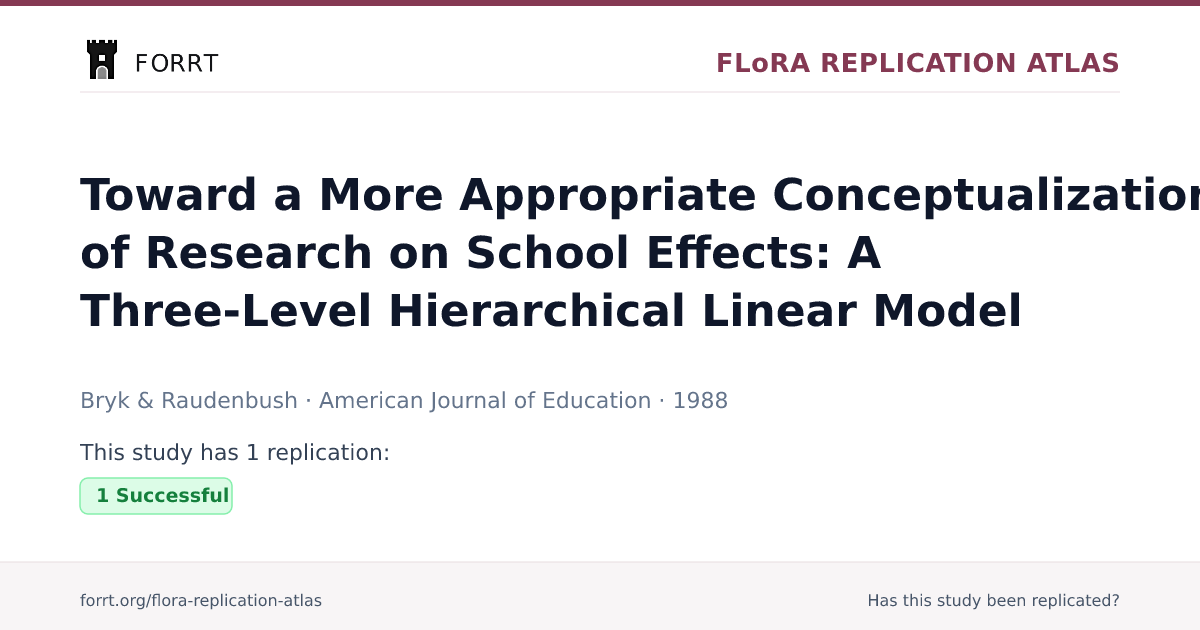 FORRT
FLoRA REPLICATION ATLAS
Toward a More Appropriate Conceptualization
of Research on School Effects: A
Three-Level Hierarchical Linear Model
Bryk & Raudenbush · American Journal of Education · 1988
This study has 1 replication:
1 Successful
forrt.org/flora-replication-atlas
Has this study been replicated?